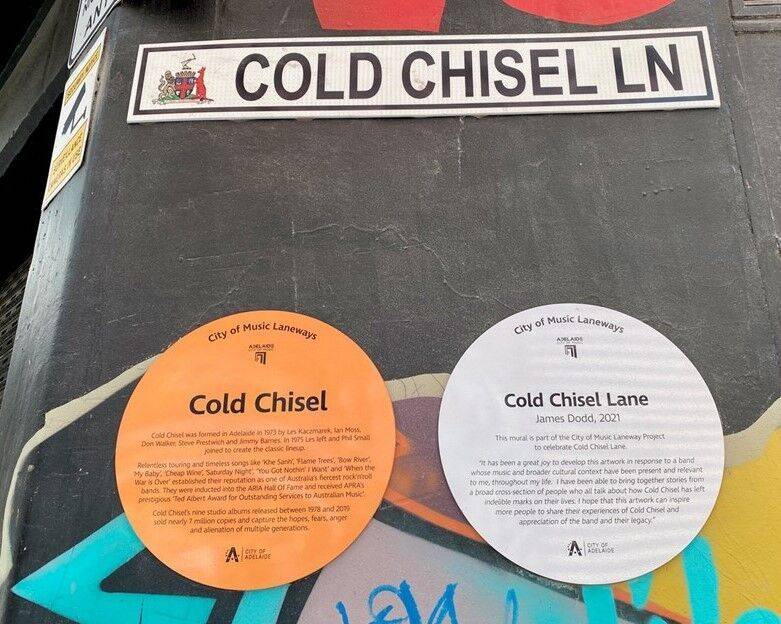 COLD CHISEL LN
City of Music Laneways
ADELAIDE
Cold Chisel
Cold Chisel was formed in Adelaide in 1973 by Les Kaczmarek, Ian Moss,
Don Walker, Steve Prestwich and Jimmy Barnes. In 1975 Les left and Phil Small
joined to create the classic lineup.
Relentless touring and timeless songs like 'Khe Sanh', 'Flame Trees', 'Bow River',
'My Baby', 'Cheap Wine', 'Saturday Night', 'You Got Nothin' I Want' and 'When the
War is Over' established their reputation as one of Australia's fiercest rock'n'roll
bands. They were inducted into the ARIA Hall Of Fame and received APRA's
prestigious 'Ted Albert Award for Outstanding Services to Australian Music'.
Cold Chisel's nine studio albums released between 1978 and 2019
sold nearly 7 million copies and capture the hopes, fears, anger
and alienation of multiple generations.
CITY OF
ADELAIDE
City of Music Laneways
ADELAIDE
Cold Chisel Lane
James Dodd, 2021
This mural is part of the City of Music Laneway Project
to celebrate Cold Chisel Lane.
"It has been a great joy to develop this artwork in response to a band
whose music and broader cultural context have been present and relevant
to me, throughout my life. I have been able to bring together stories from
a broad cross-section of people who all talk about how Cold Chisel has left
indelible marks on their lives. I hope that this artwork can inspire
more people to share their experiences of Cold Chisel and
appreciation of the band and their legacy."
CITY OF
ADELAIDE